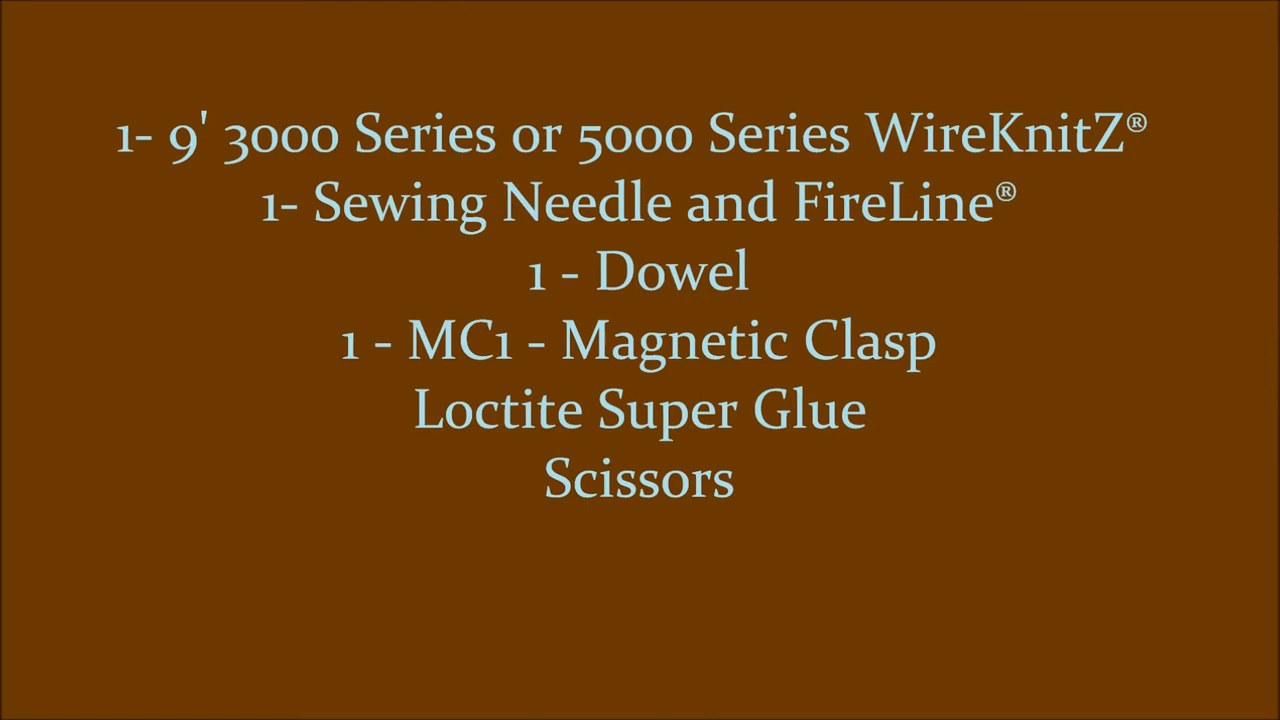 1- 9' 3000 Series or 5000 Series WireKnitZ®
1- Sewing Needle and FireLine®
1 - Dowel
1 - MC1 - Magnetic Clasp
Loctite Super Glue
Scissors